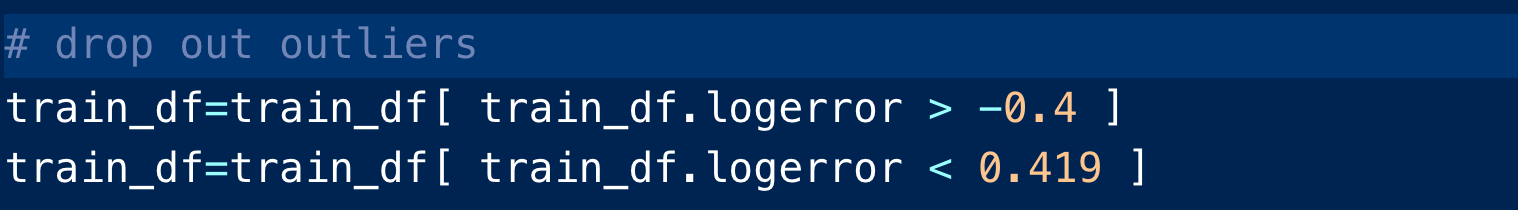 # drop out outliers
train_df=train_df[ train_df.logerror > -0.4 ]
train_df=train_df[ train_df.logerror < 0.419 ]